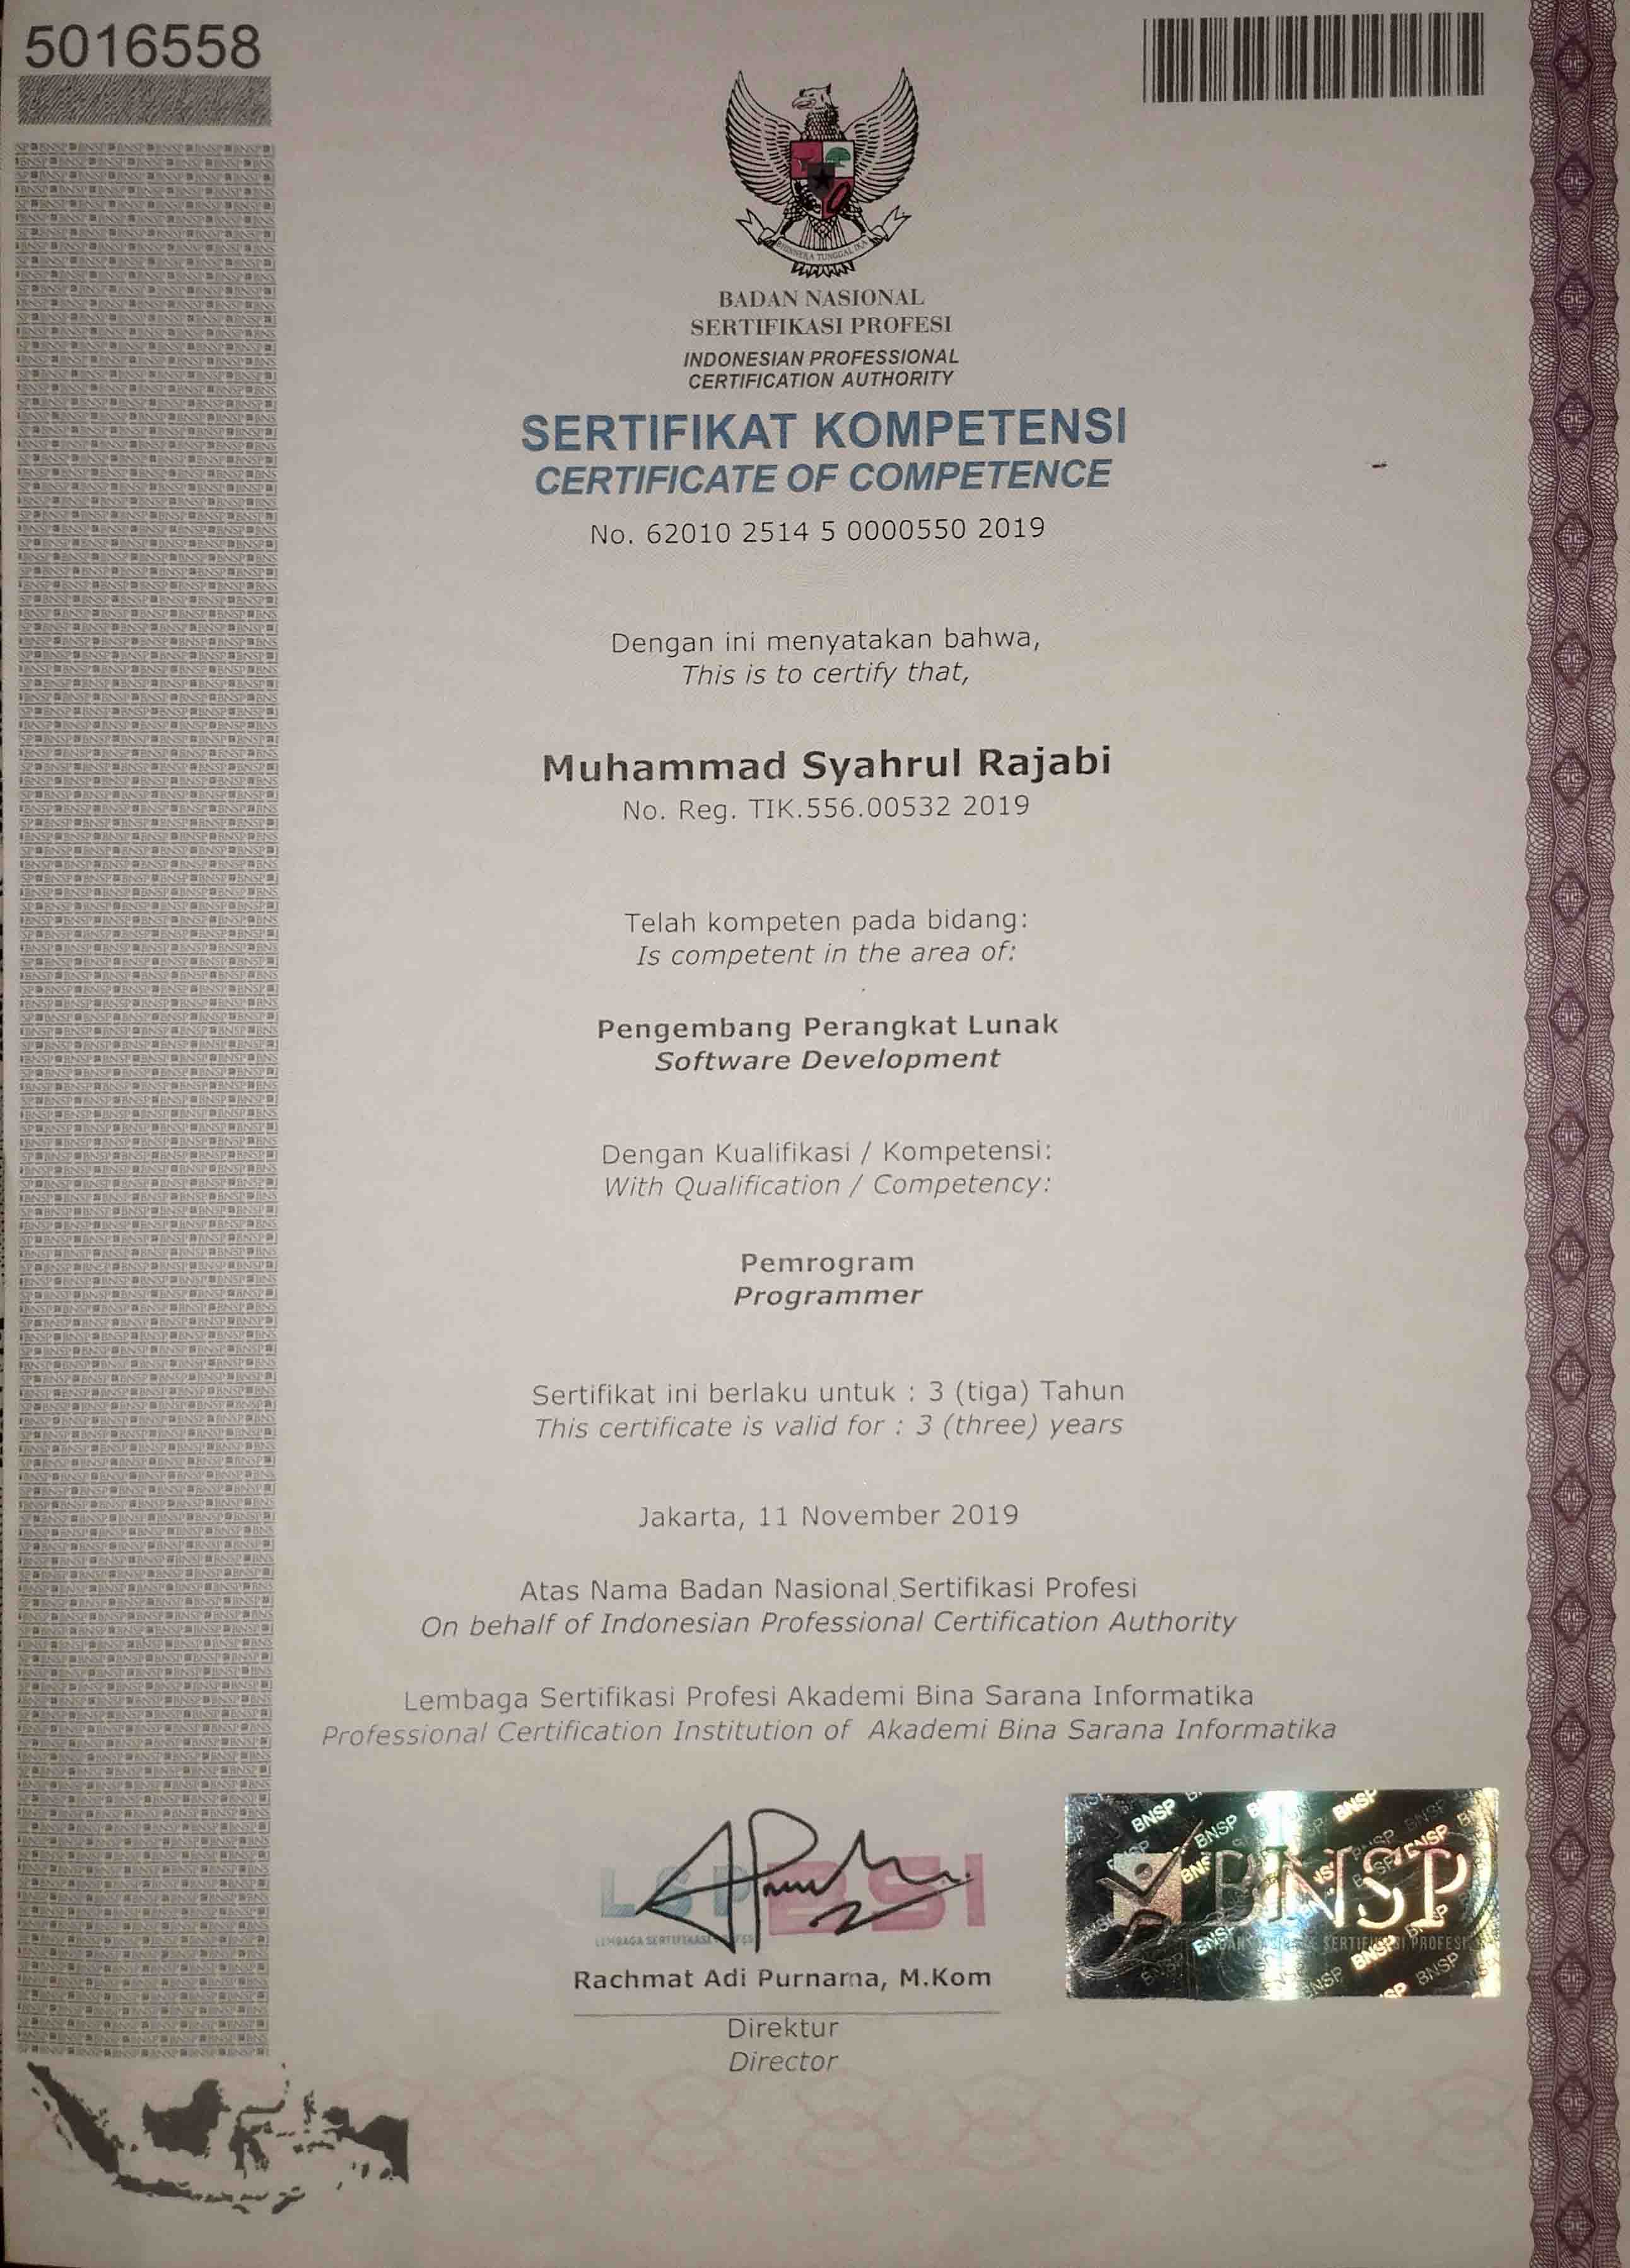 5016558
BHINNEKA TUNGGAL IKA
BADAN NASIONAL
SERTIFIKASI PROFESI
INDONESIAN PROFESSIONAL
CERTIFICATION AUTHORITY
SERTIFIKAT KOMPETENSI
CERTIFICATE OF COMPETENCE
No. 62010 2514 5 0000550 2019
Dengan ini menyatakan bahwa,
This is to certify that,
Muhammad Syahrul Rajabi
No. Reg. TIK.556.00532 2019
Telah kompeten pada bidang:
Is competent in the area of:
Pengembang Perangkat Lunak
Software Development
Dengan Kualifikasi / Kompetensi:
With Qualification / Competency:
Pemrogram
Programmer
Sertifikat ini berlaku untuk : 3 (tiga) Tahun
This certificate is valid for : 3 (three) years
Jakarta, 11 November 2019
Atas Nama Badan Nasional Sertifikasi Profesi
On behalf of Indonesian Professional Certification Authority
Lembaga Sertifikasi Profesi Akademi Bina Sarana Informatika
Professional Certification Institution of Akademi Bina Sarana Informatika
LSP BSI
LEMBAGA SERTIFIKASI
BNSP
SERTIFIKASI PROFESI
Rachmat Adi Purnama, M.Kom
Direktur
Director